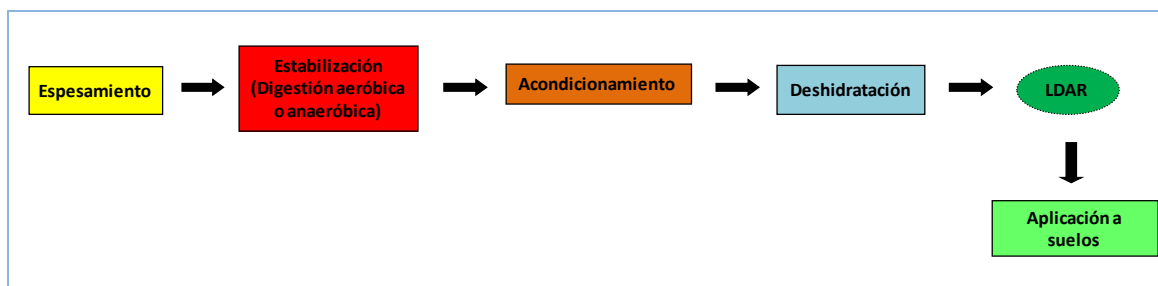 Espesamiento
Estabilización
(Digestión aeróbica
o anaeróbica)
Acondicionamiento
Deshidratación
LDAR
Aplicación a
suelos